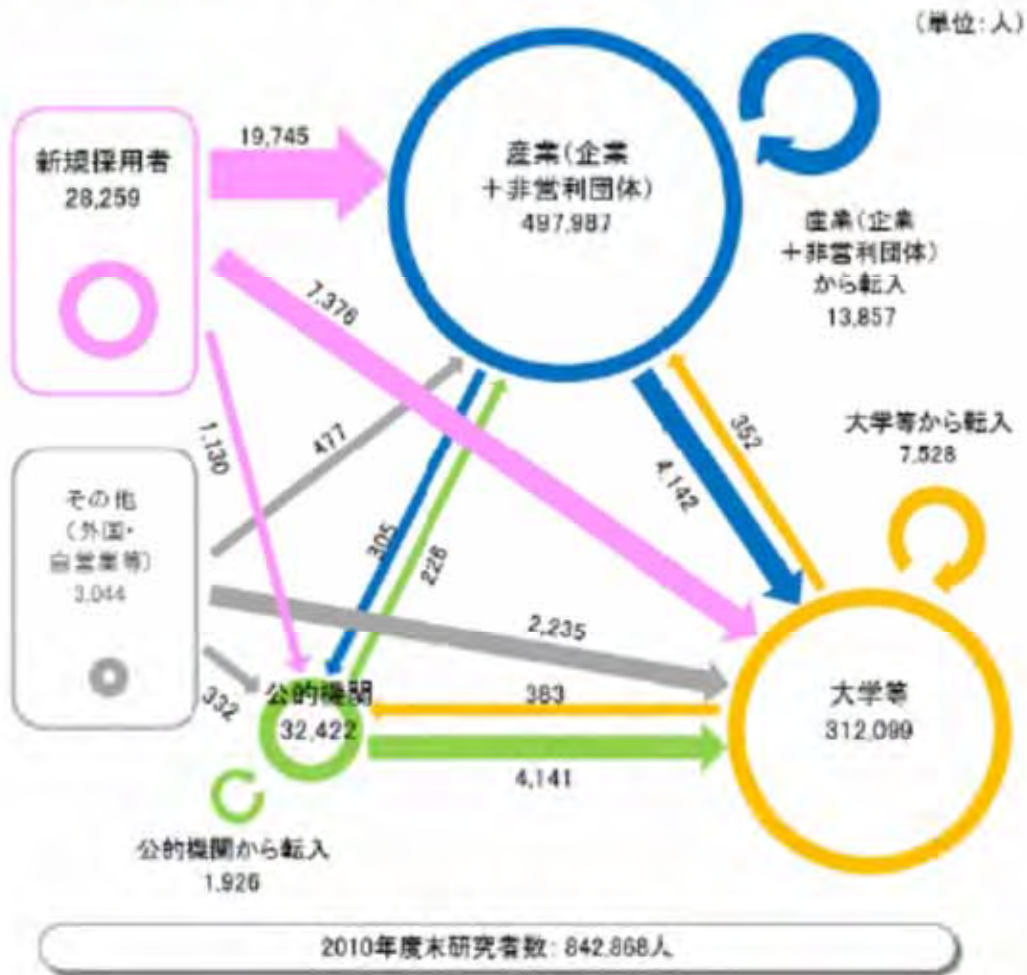 (単位:人)
新規採用者
28,259
19,745
産業(企業
+非営利団体)
497,987
産業(企業
+非営利団体)
から転入
13,857
7,376
1,130
477
305
226
4,142
352
大学等から転入
7,528
その他
(外国・
自営業等)
3,044
2,235
332
公的機関
32,422
383
4,141
大学等
312,099
公的機関から転入
1,926
2010年度末研究者数: 842,868人